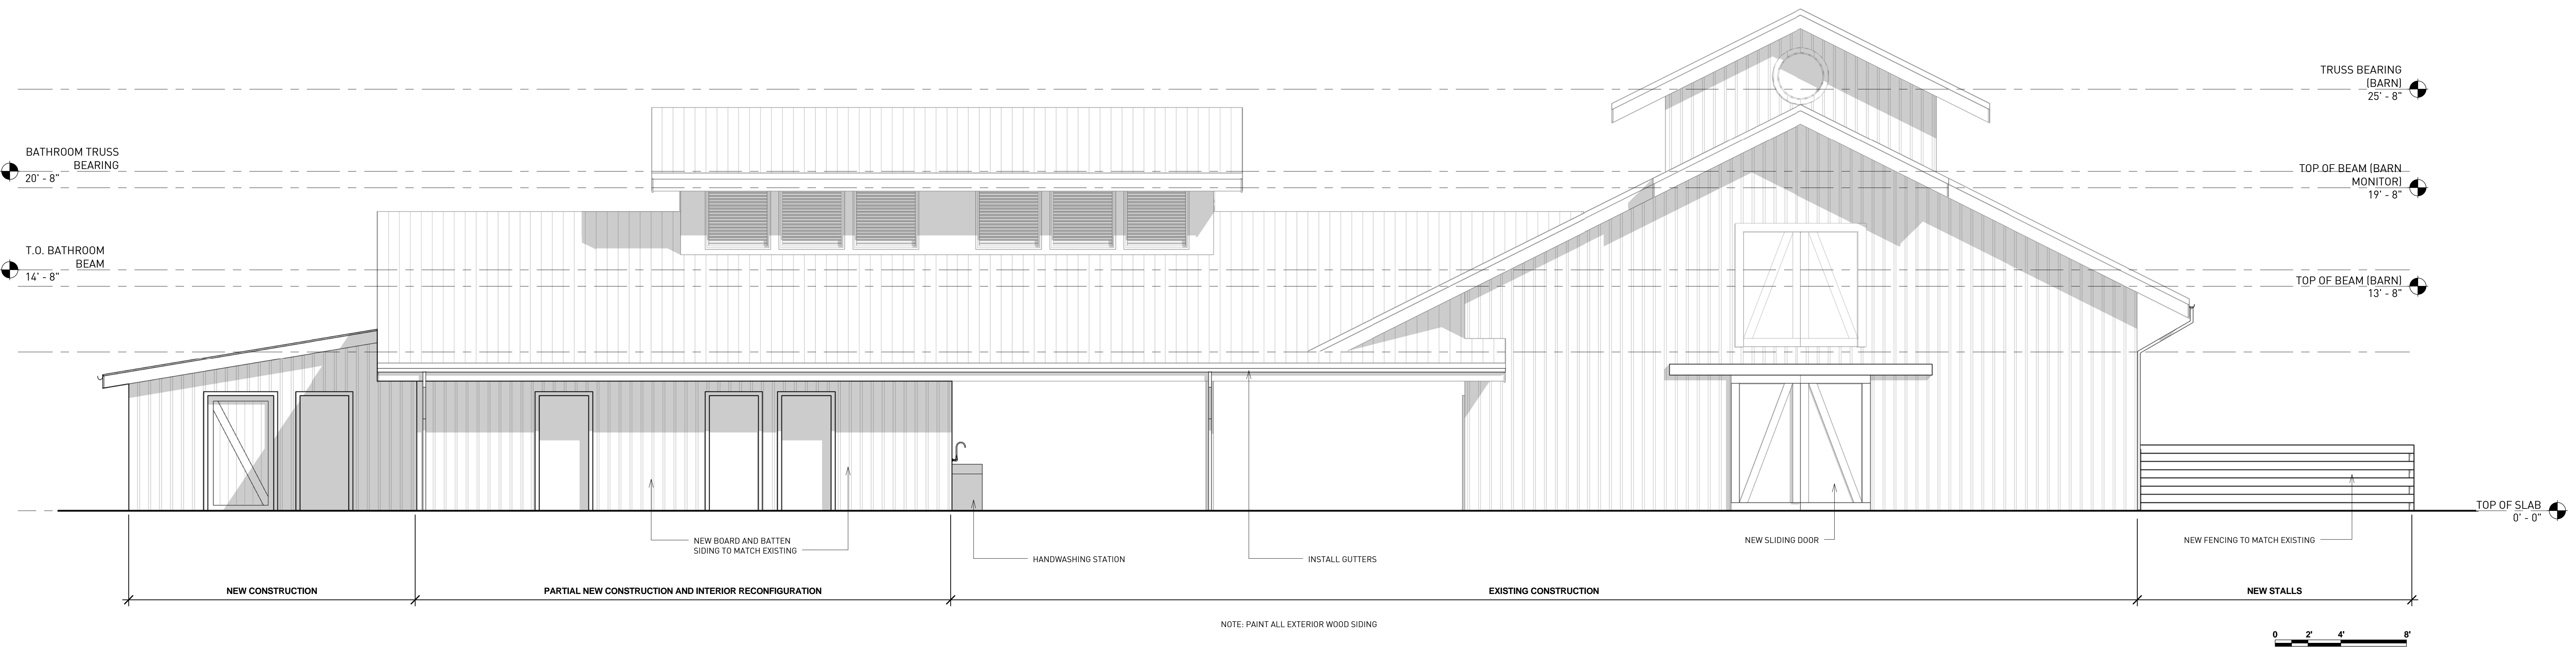 TRUSS BEARING
(BARN)
25' - 8"
BATHROOM TRUSS
BEARING
20' - 8"
TOP OF BEAM (BARN
MONITOR)
19' - 8"
T.O. BATHROOM
BEAM
14' - 8"
TOP OF BEAM (BARN)
13' - 8"
TOP OF SLAB
0' - 0"
NEW BOARD AND BATTEN
SIDING TO MATCH EXISTING
HANDWASHING STATION
INSTALL GUTTERS
NEW SLIDING DOOR
NEW FENCING TO MATCH EXISTING
NEW CONSTRUCTION
PARTIAL NEW CONSTRUCTION AND INTERIOR RECONFIGURATION
EXISTING CONSTRUCTION
NEW STALLS
NOTE: PAINT ALL EXTERIOR WOOD SIDING
0 2' 4' 8'